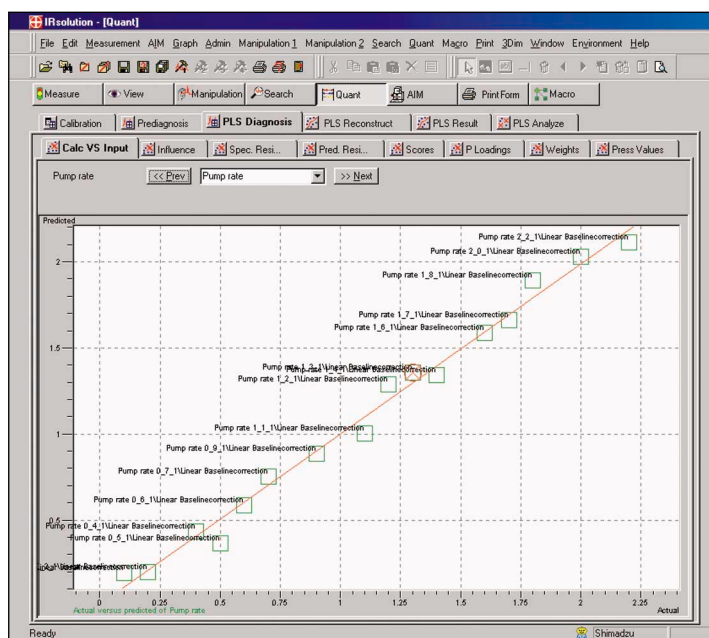 IRsolution - [Quant]
File Edit Measurement AIM Graph Admin Manipulation 1 Manipulation 2 Search Quant Macro Print 3Dim Window Environment Help
Measure View Manipulation Search Quant AIM Print Form Macro
Calibration Prediagnosis PLS Diagnosis PLS Reconstruct PLS Result PLS Analyze
Calc VS Input Influence Spec. Resi... Pred. Resi... Scores P Loadings Weights Press Values
Pump rate << Prev Pump rate >> Next
Predicted
Pump rate 2_2_1\Linear Baselinecorrection
Pump rate 2_0_1\Linear Baselinecorrection
2
Pump rate 1_8_1\Linear Baselinecorrection
Pump rate 1_7_1\Linear Baselinecorrection
Pump rate 1_6_1\Linear Baselinecorrection
1.5
Pump rate 1_2_1\Linear Baselinecorrection
Pump rate 1_1_1\Linear Baselinecorrection
1
Pump rate 0_9_1\Linear Baselinecorrection
Pump rate 0_7_1\Linear Baselinecorrection
Pump rate 0_6_1\Linear Baselinecorrection
0.5
Pump rate 0_4_1\Linear Baselinecorrection
Pump rate 0_5_1\Linear Baselinecorrection
0 0.25 0.5 0.75 1 1.25 1.5 1.75 2 2.25
Actual versus predicted of Pump rate Actual
Ready Shimadzu